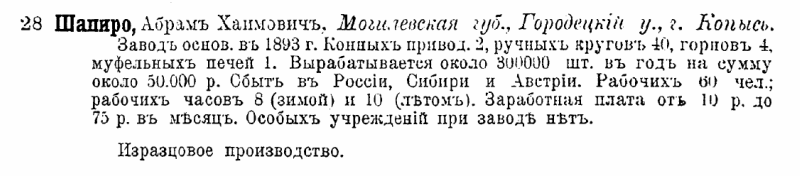 28 Шапиро, Абрамъ Хаимовичъ, Могилевская губ., Городецкій у., г. Копысь.
Заводъ основ. въ 1893 г. Конныхъ привод. 2, ручныхъ круговъ 40, горновъ 4,
муфельныхъ печей 1. Вырабатывается около 300000 шт. въ годъ на сумму
около 50.000 р. Сбытъ въ Россіи, Сибири и Австріи. Рабочихъ 60 чел.;
рабочихъ часовъ 8 (зимой) и 10 (лѣтомъ). Заработная плата отъ 10 р. до
75 р. въ мѣсяцъ. Особыхъ учрежденій при заводѣ нѣтъ.
Изразцовое производство.